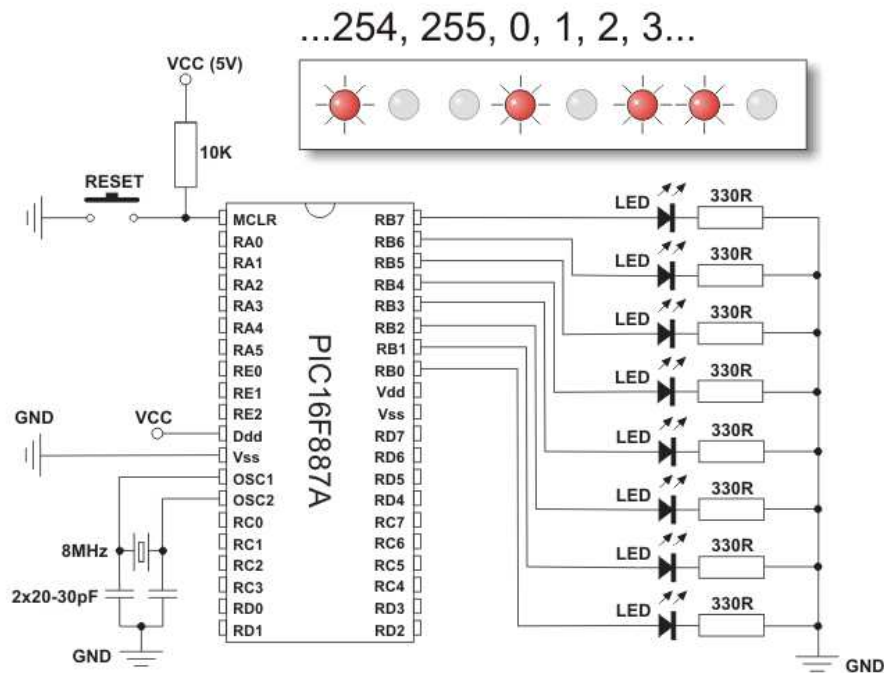 ...254, 255, 0, 1, 2, 3...
VCC (5V)
10K
RESET
MCLR
RA0
RA1
RA2
RA3
RA4
RA5
RE0
RE1
RE2
Ddd
Vss
OSC1
OSC2
RC0
RC1
RC2
RC3
RD0
RD1
PIC16F887A
RB7
RB6
RB5
RB4
RB3
RB2
RB1
RB0
Vdd
Vss
RD7
RD6
RD5
RD4
RC7
RC6
RC5
RC4
RD3
RD2
LED 330R
LED 330R
LED 330R
LED 330R
LED 330R
LED 330R
LED 330R
LED 330R
GND
VCC
8MHz
2x20-30pF
GND
GND